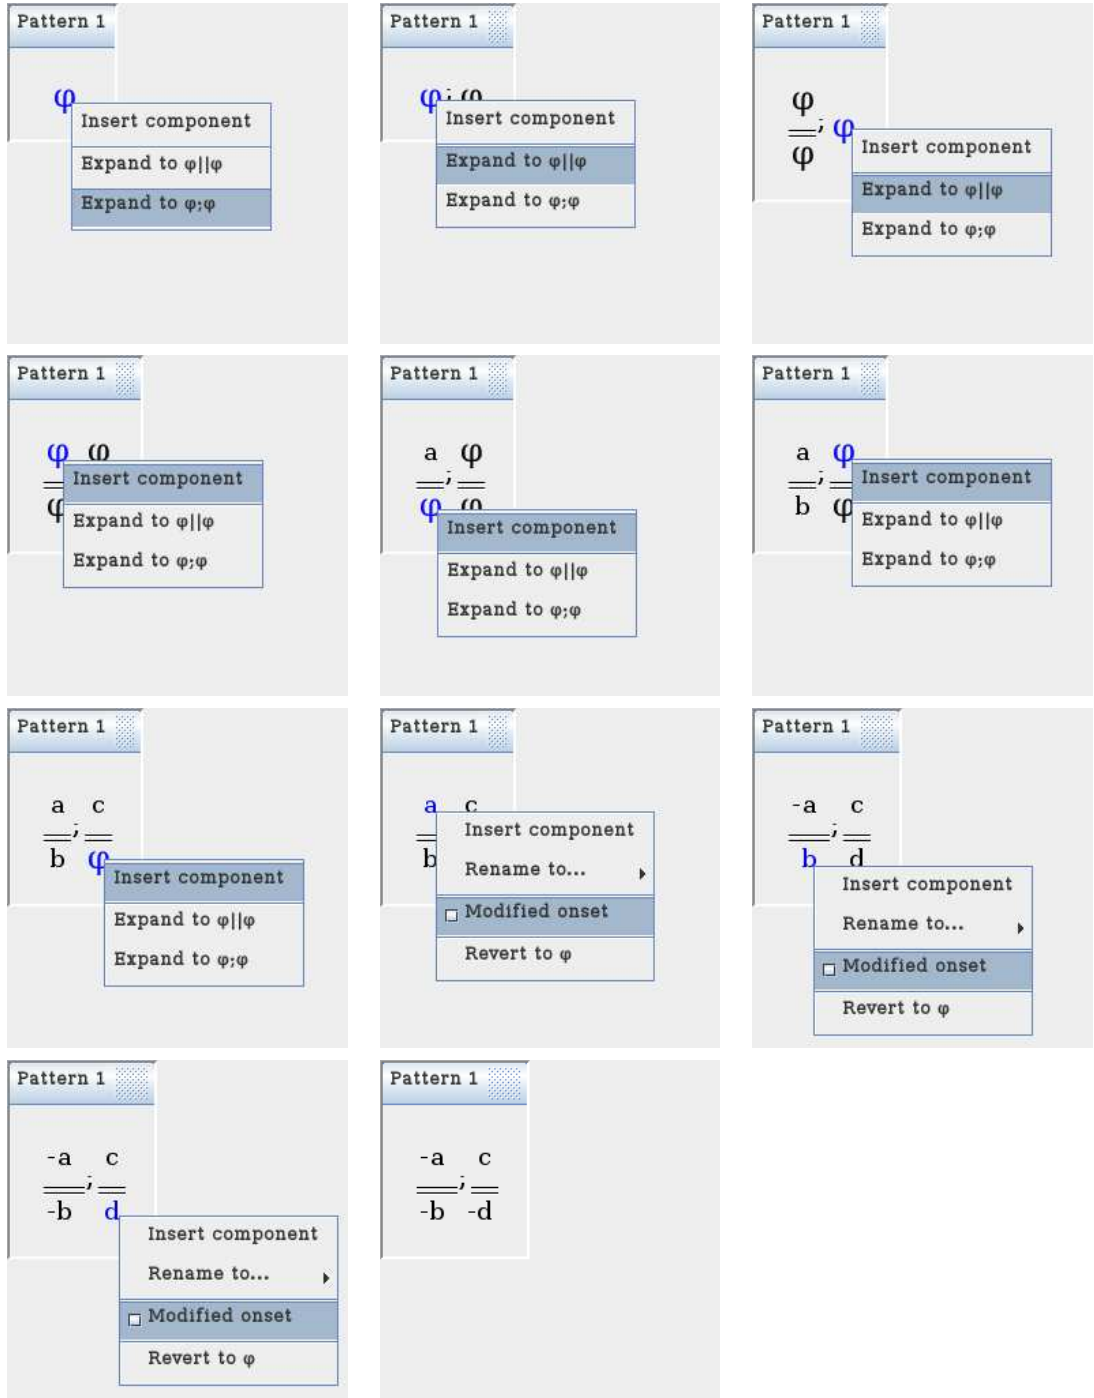 Pattern 1
φ
Insert component
Expand to φ||φ
Expand to φ;φ
Pattern 1
φ; φ
Insert component
Expand to φ||φ
Expand to φ;φ
Pattern 1
φ
; φ
φ
Insert component
Expand to φ||φ
Expand to φ;φ
Pattern 1
φ φ
φ
Insert component
Expand to φ||φ
Expand to φ;φ
Pattern 1
a φ
;
φ φ
Insert component
Expand to φ||φ
Expand to φ;φ
Pattern 1
a φ
;
b φ
Insert component
Expand to φ||φ
Expand to φ;φ
Pattern 1
a c
;
b φ
Insert component
Expand to φ||φ
Expand to φ;φ
Pattern 1
a c
b
Insert component
Rename to...
Modified onset
Revert to φ
Pattern 1
-a c
;
b d
Insert component
Rename to...
Modified onset
Revert to φ
Pattern 1
-a c
;
-b d
Insert component
Rename to...
Modified onset
Revert to φ
Pattern 1
-a c
;
-b -d